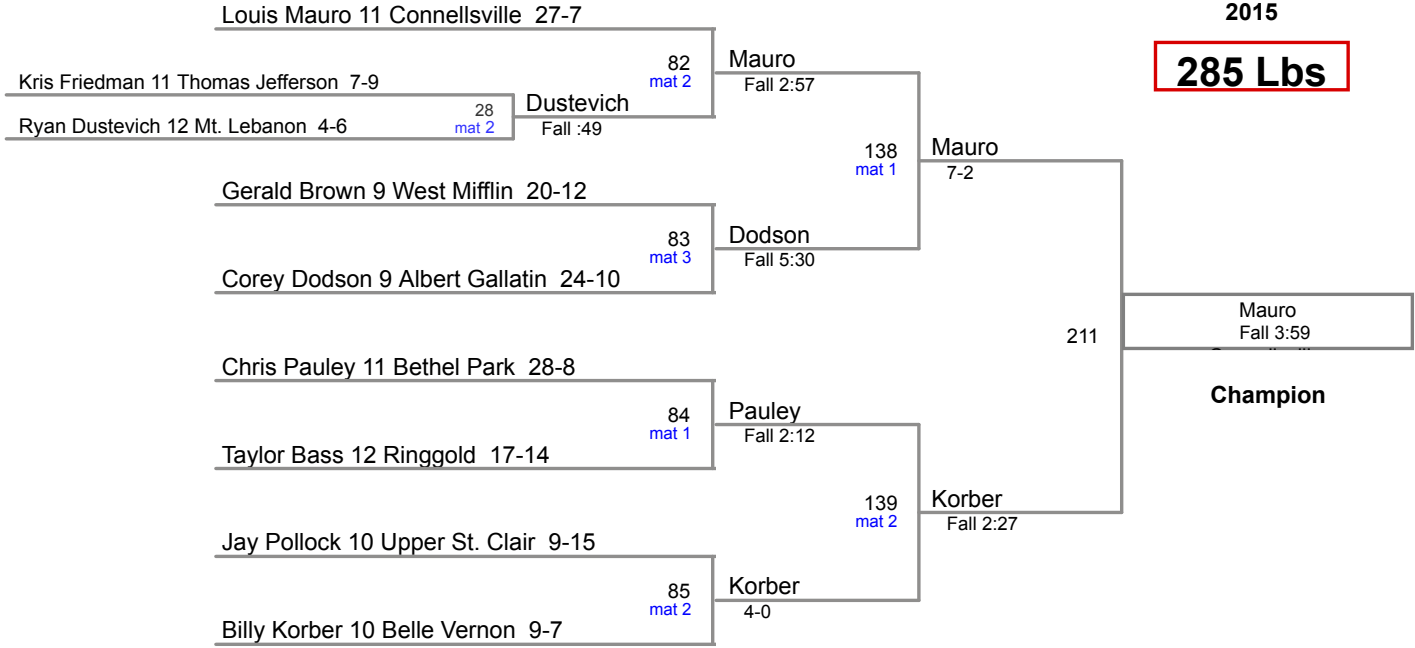 2015
285 Lbs
Louis Mauro 11 Connellsville 27-7
82
mat 2
Mauro
Fall 2:57
Kris Friedman 11 Thomas Jefferson 7-9
28
mat 2
Dustevich
Fall :49
Ryan Dustevich 12 Mt. Lebanon 4-6
138
mat 1
Mauro
7-2
Gerald Brown 9 West Mifflin 20-12
83
mat 3
Dodson
Fall 5:30
Corey Dodson 9 Albert Gallatin 24-10
211
Mauro
Fall 3:59
Champion
Chris Pauley 11 Bethel Park 28-8
84
mat 1
Pauley
Fall 2:12
Taylor Bass 12 Ringgold 17-14
139
mat 2
Korber
Fall 2:27
Jay Pollock 10 Upper St. Clair 9-15
85
mat 2
Korber
4-0
Billy Korber 10 Belle Vernon 9-7